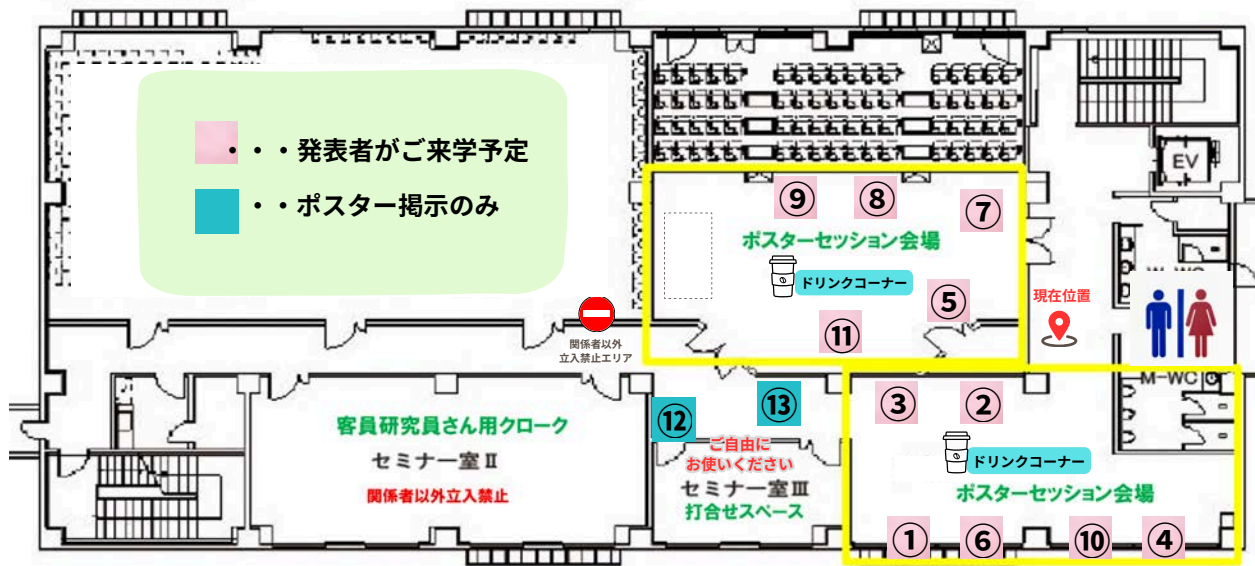 ・・・発表者がご来学予定
・・ポスター掲示のみ
EV
⑨
⑧
⑦
ポスターセッション会場
ドリンクコーナー
⑤
⑪
現在位置
関係者以外
立入禁止エリア
M-WC
③
②
⑫
⑬
客員研究員さん用クローク
セミナー室Ⅱ
関係者以外立入禁止
ご自由に
お使いください
セミナー室Ⅲ
打合せスペース
ドリンクコーナー
ポスターセッション会場
①
⑥
⑩
④